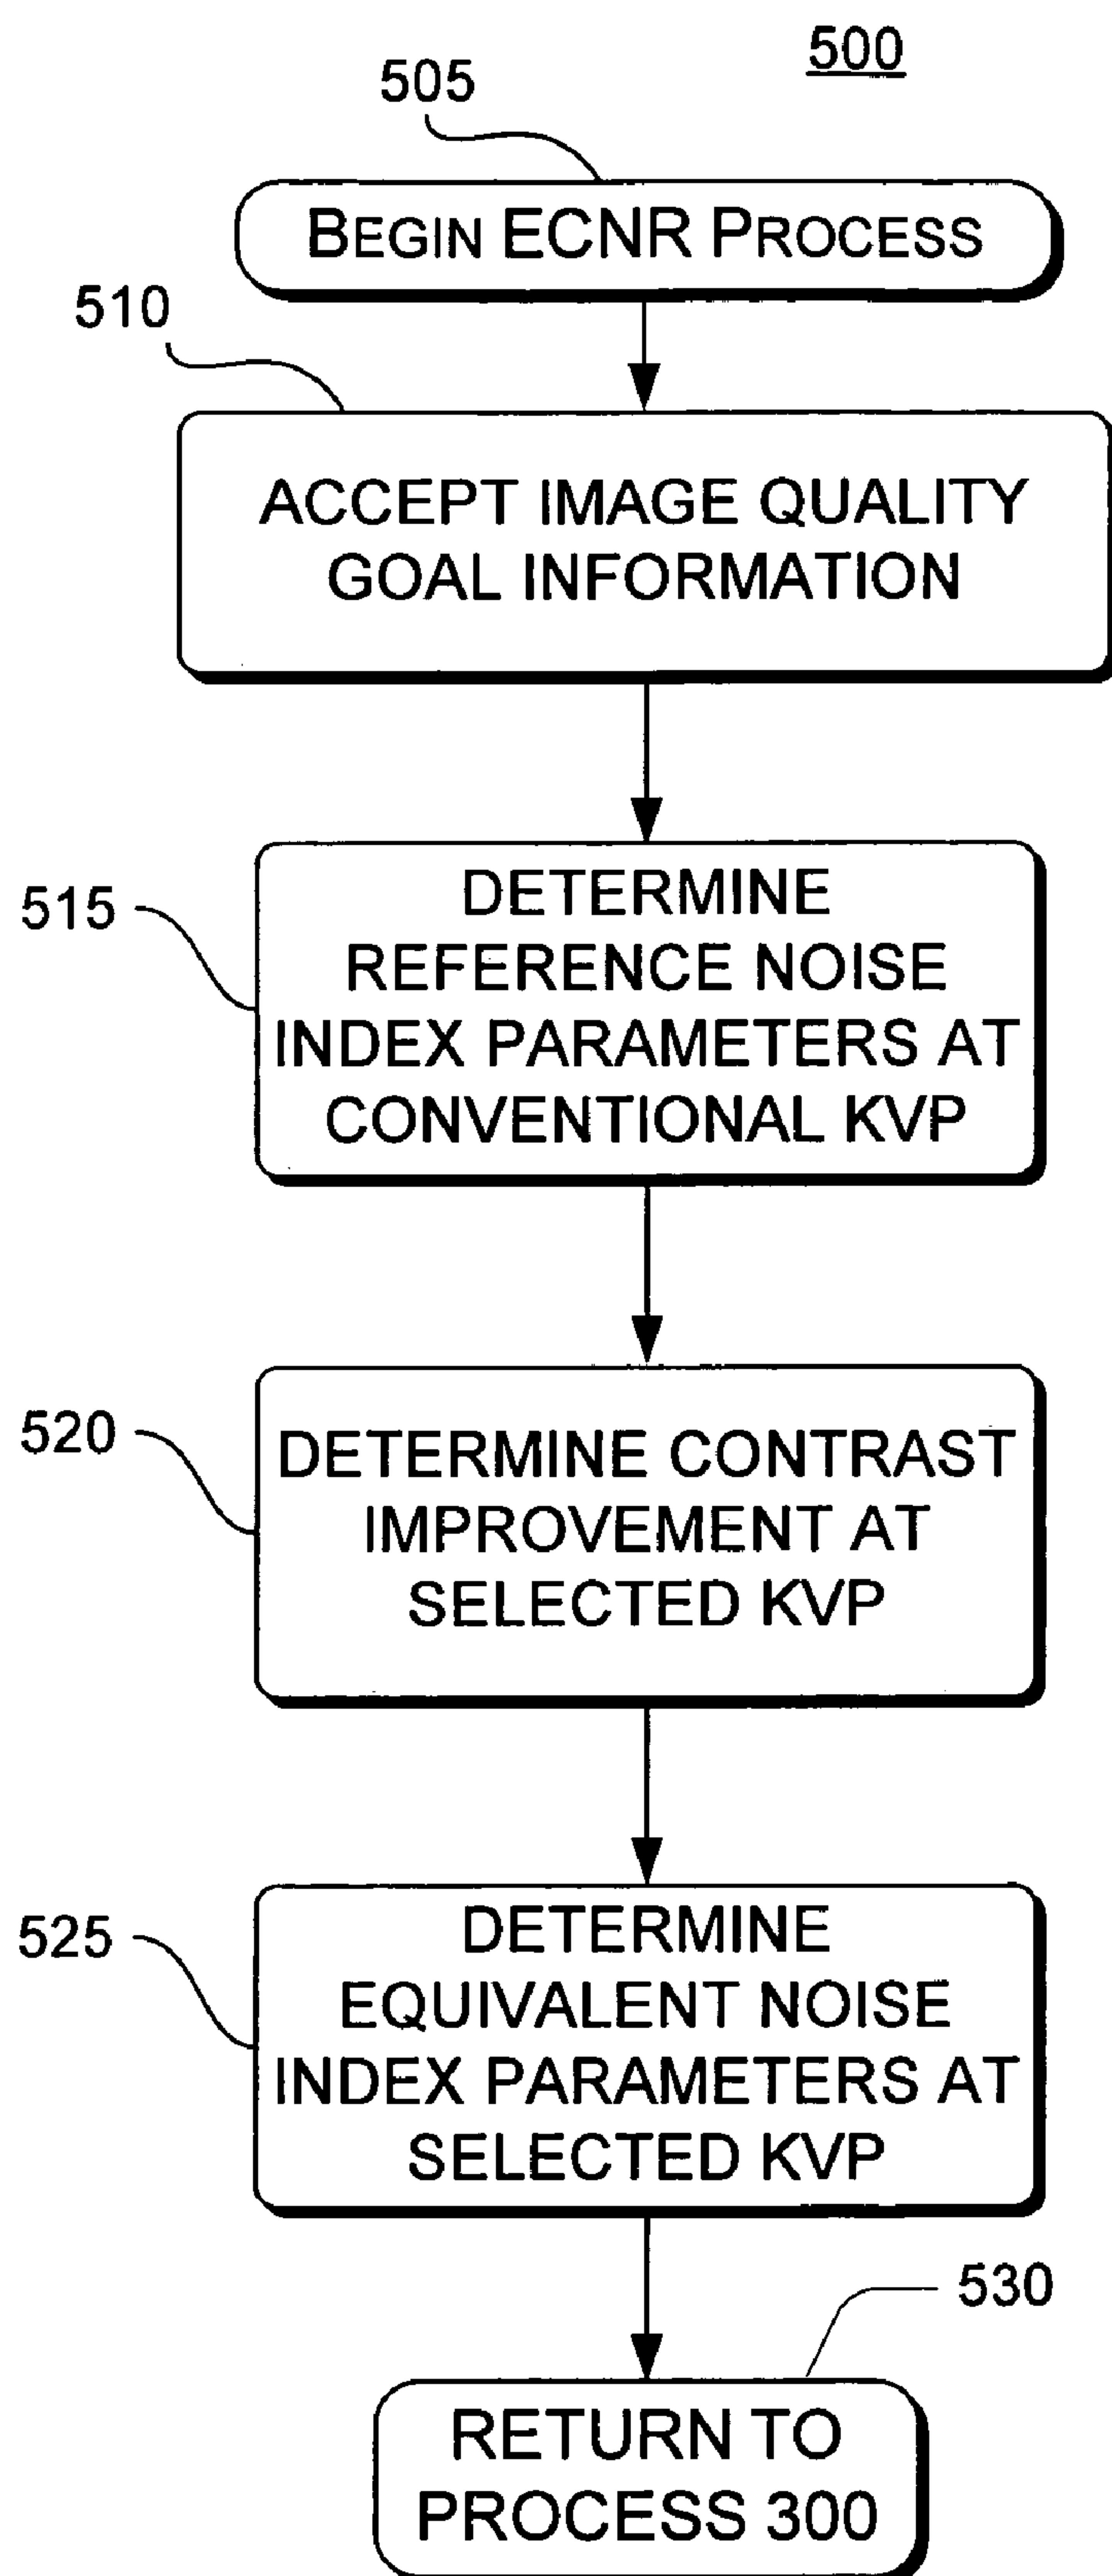 500
505
BEGIN ECNR PROCESS
510
ACCEPT IMAGE QUALITY
GOAL INFORMATION
515
DETERMINE
REFERENCE NOISE
INDEX PARAMETERS AT
CONVENTIONAL KVP
520
DETERMINE CONTRAST
IMPROVEMENT AT
SELECTED KVP
525
DETERMINE
EQUIVALENT NOISE
INDEX PARAMETERS AT
SELECTED KVP
530
RETURN TO
PROCESS 300